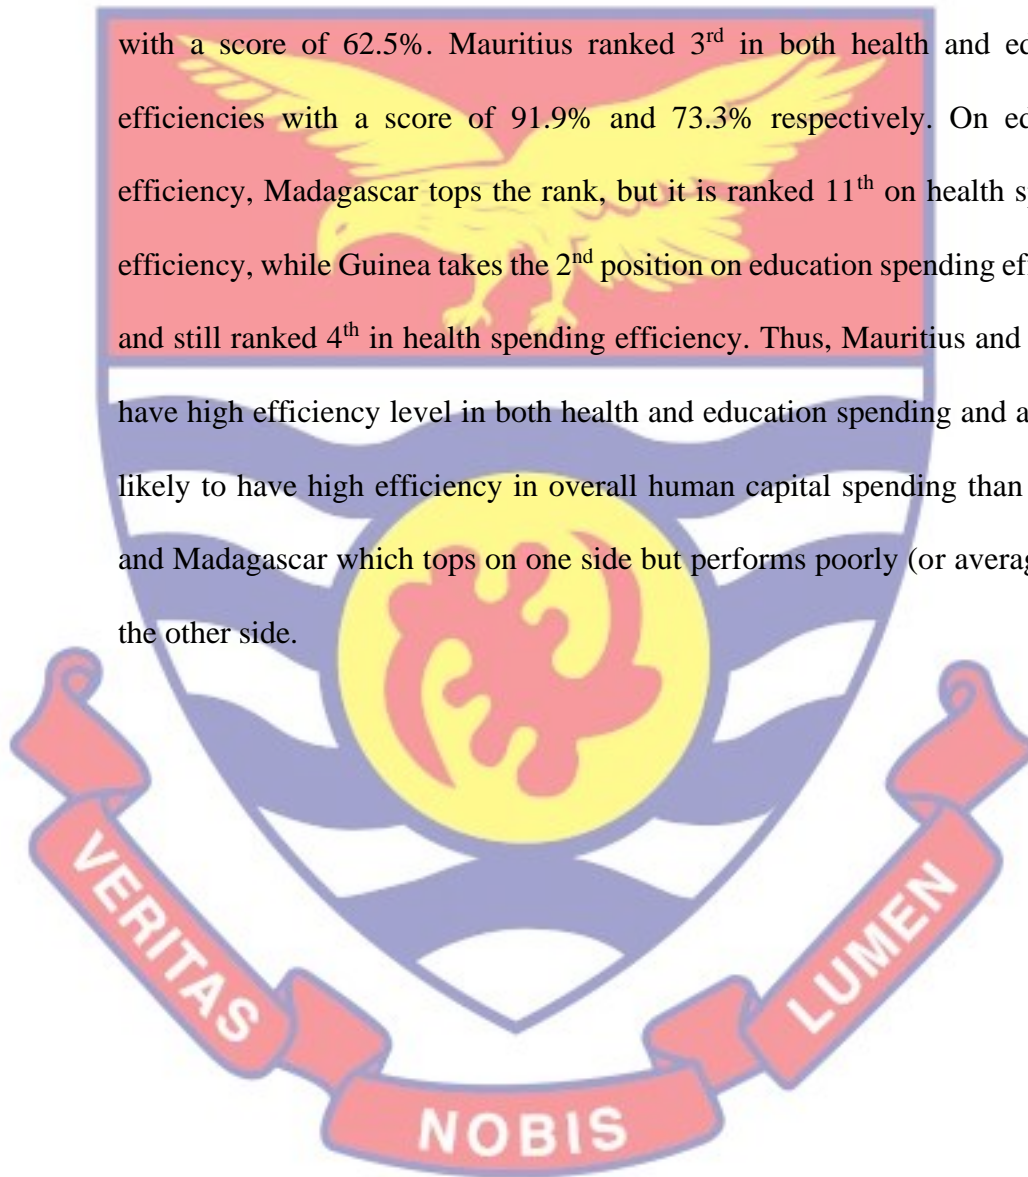 with a score of 62.5%. Mauritius ranked 3rd in both health and
efficiencies with a score of 91.9% and 73.3% respectively. On
efficiency, Madagascar tops the rank, but it is ranked 11th on health
efficiency, while Guinea takes the 2nd position on education spending
and still ranked 4th in health spending efficiency. Thus, Mauritius and
have high efficiency level in both health and education spending and
likely to have high efficiency in overall human capital spending than
and Madagascar which tops on one side but performs poorly (or
the other side.
VERITAS
NOBIS
LUMEN